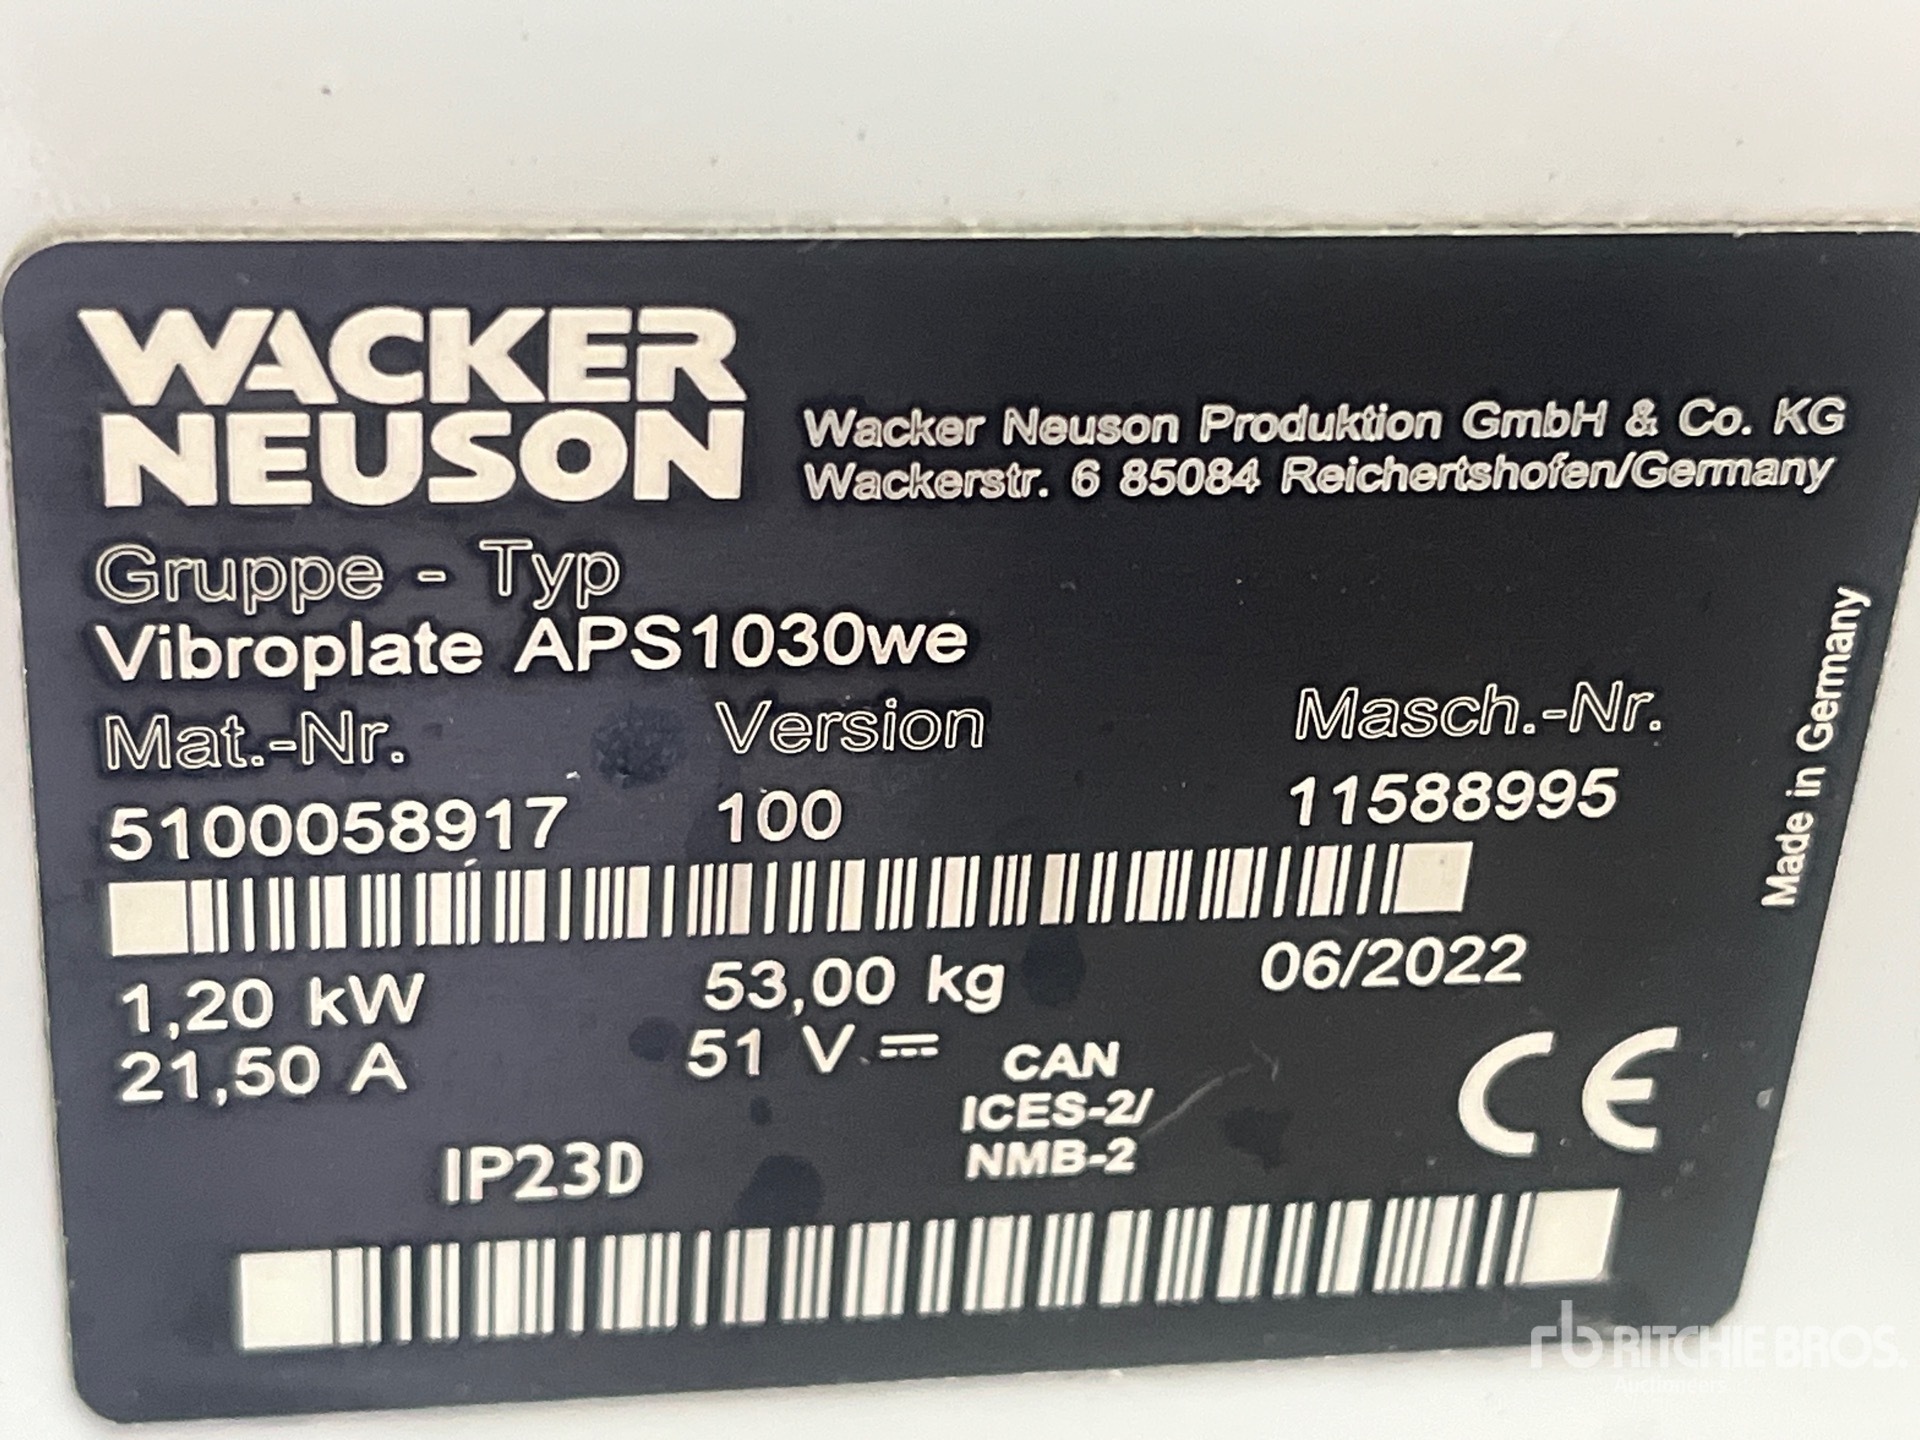 WACKER
NEUSON
Wacker Neuson Produktion GmbH & Co. KG
Wackerstr. 6 85084 Reichertshofen/Germany
Gruppe - Typ
Vibroplate APS1030we
Mat.-Nr. Version Masch.-Nr.
5100058917 100 11588995
Made in Germany
1,20 kW 53,00 kg 06/2022
21,50 A 51 V
CAN
ICES-2/
NMB-2
CE
IP23D
rb RITCHIE BROS.
Auctioneers